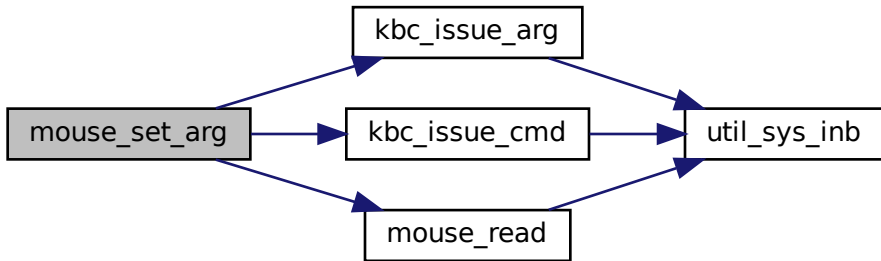 kbc_issue_arg
mouse_set_arg
kbc_issue_cmd
util_sys_inb
mouse_read